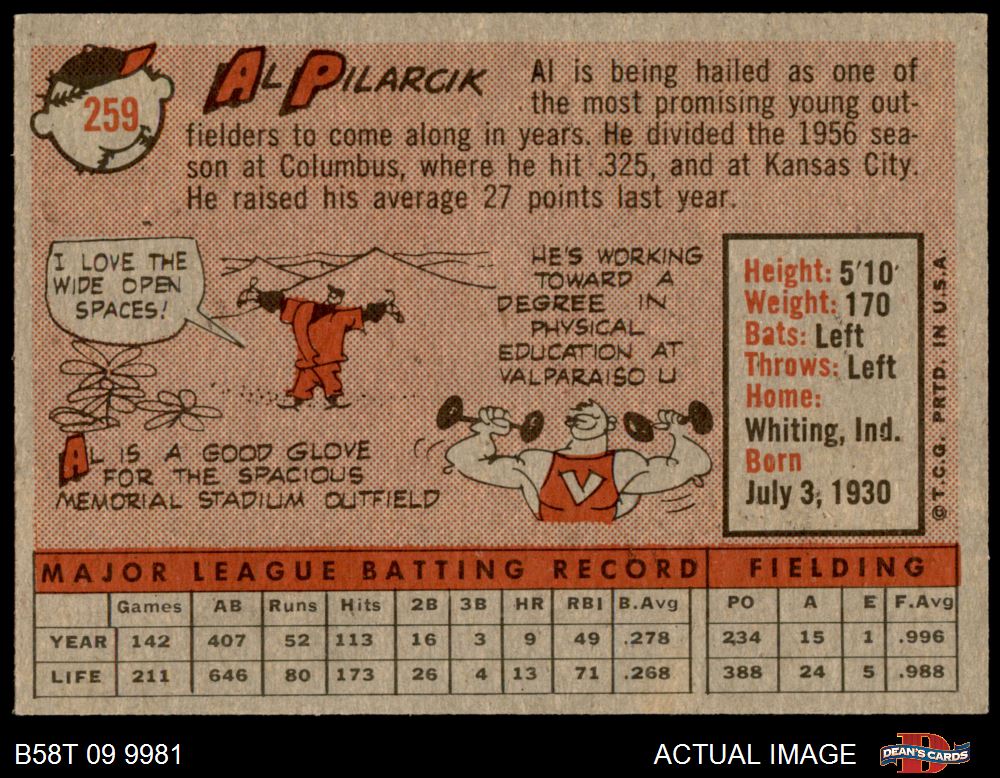 259
AL PILARCIK
Al is being hailed as one of
the most promising young out-
fielders to come along in years. He divided the 1956 sea-
son at Columbus, where he hit .325, and at Kansas City.
He raised his average 27 points last year.
I LOVE THE
WIDE OPEN
SPACES!
AL IS A GOOD GLOVE
FOR THE SPACIOUS
MEMORIAL STADIUM OUTFIELD
HE'S WORKING
TOWARD A
DEGREE IN
PHYSICAL
EDUCATION AT
VALPARAISO U
V
Height: 5'10'
Weight: 170
Bats: Left
Throws: Left
Home:
Whiting, Ind.
Born
July 3, 1930
©T.C.G. PRTD. IN U.S.A.
MAJOR LEAGUE BATTING RECORD FIELDING
Games AB Runs Hits 2B 3B HR RBI B.Avg PO A E F.Avg
YEAR 142 407 52 113 16 3 9 49 .278 234 15 1 .996
LIFE 211 646 80 173 26 4 13 71 .268 388 24 5 .988
B58T 09 9981 ACTUAL IMAGE DEAN'S CARDS